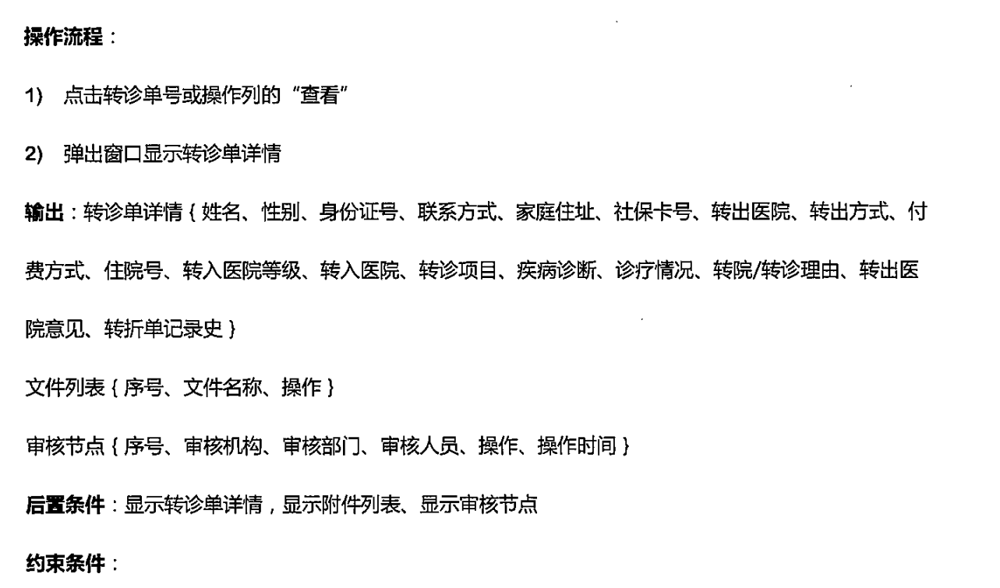 操作流程：
1) 点击转诊单号或操作列的“查看”
2) 弹出窗口显示转诊单详情
输出：转诊单详情 { 姓名、性别、身份证号、联系方式、家庭住址、社保卡号、转出医院、转出方式、付
费方式、住院号、转入医院等级、转入医院、转诊项目、疾病诊断、诊疗情况、转院/转诊理由、转出医
院意见、转折单记录史 }
文件列表 { 序号、文件名称、操作 }
审核节点 { 序号、审核机构、审核部门、审核人员、操作、操作时间 }
后置条件：显示转诊单详情，显示附件列表、显示审核节点
约束条件：